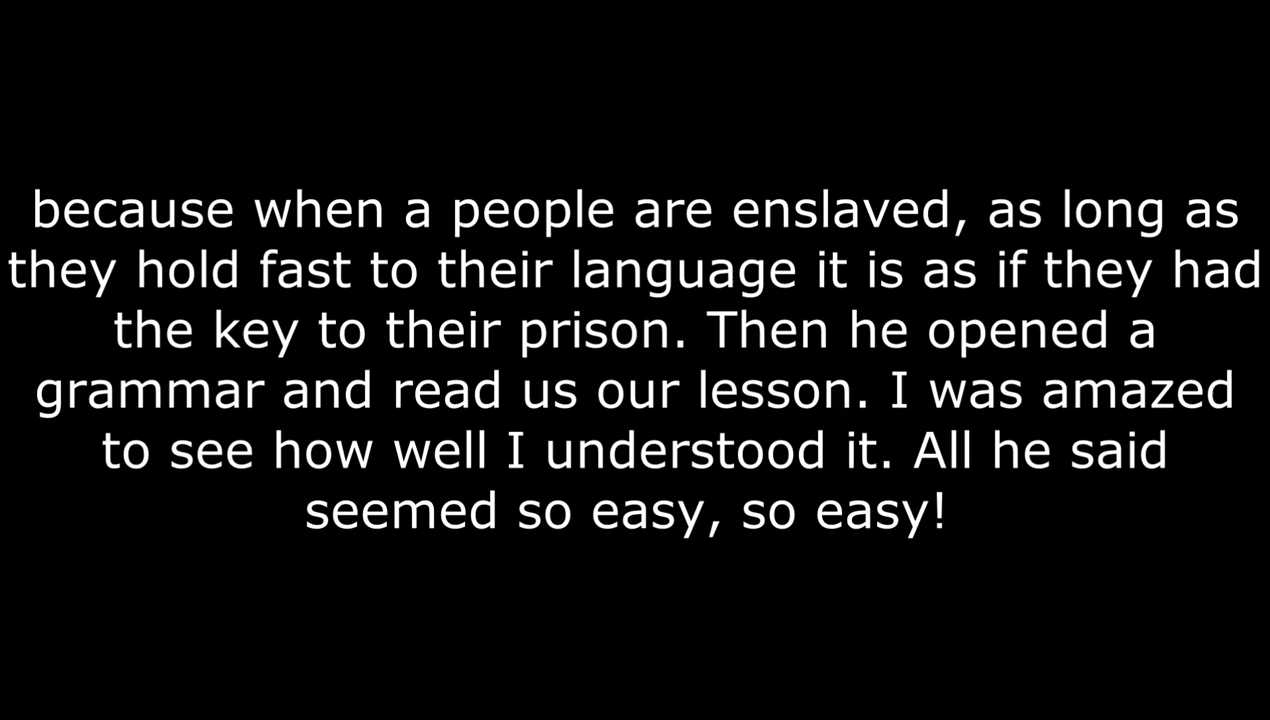 because when a people are enslaved, as long as
they hold fast to their language it is as if they had
the key to their prison. Then he opened a
grammar and read us our lesson. I was amazed
to see how well I understood it. All he said
seemed so easy, so easy!